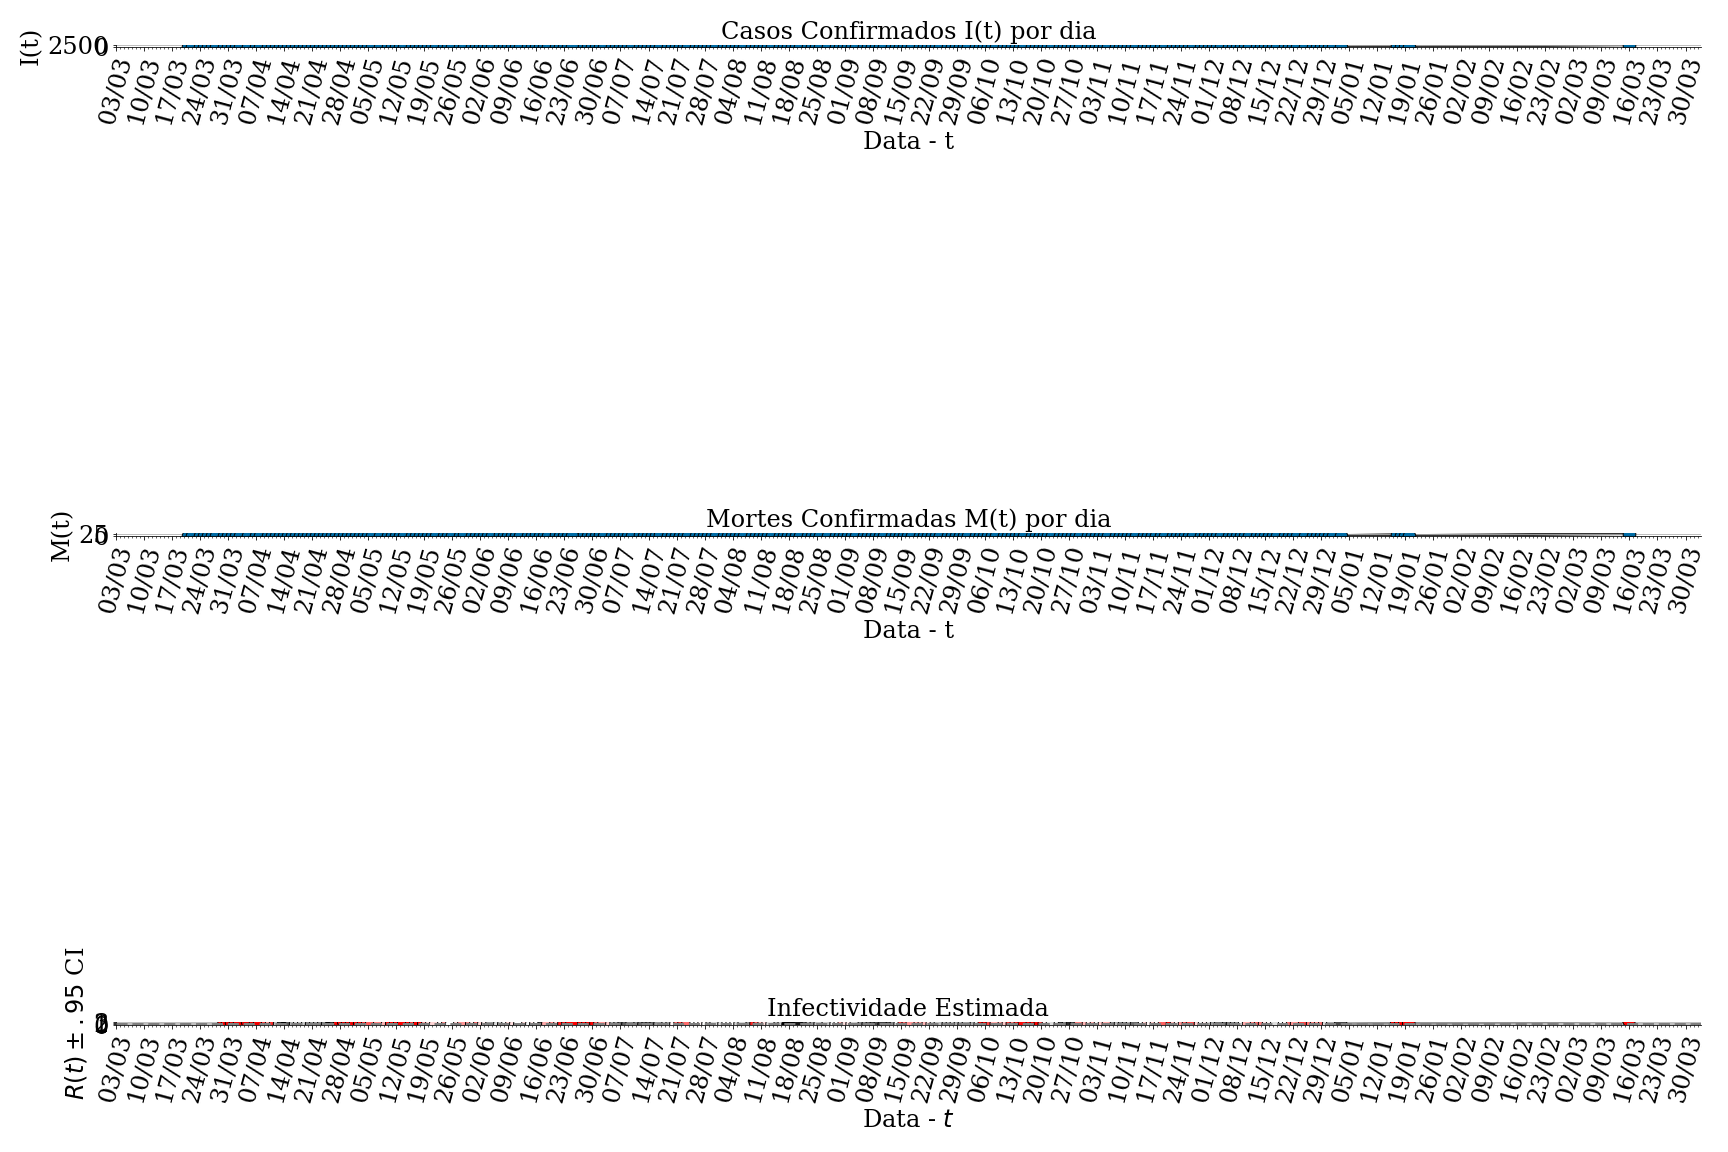 Casos Confirmados I(t) por dia
I(t)
2500
0
03/03 10/03 17/03 24/03 31/03 07/04 14/04 21/04 28/04 05/05 12/05 19/05 26/05 02/06 09/06 16/06 23/06 30/06 07/07 14/07 21/07 28/07 04/08 11/08 18/08 25/08 01/09 08/09 15/09 22/09 29/09 06/10 13/10 20/10 27/10 03/11 10/11 17/11 24/11 01/12 08/12 15/12 22/12 29/12 05/01 12/01 19/01 26/01 02/02 09/02 16/02 23/02 02/03 09/03 16/03 23/03 30/03
Data - t
Mortes Confirmadas M(t) por dia
M(t)
25
0
03/03 10/03 17/03 24/03 31/03 07/04 14/04 21/04 28/04 05/05 12/05 19/05 26/05 02/06 09/06 16/06 23/06 30/06 07/07 14/07 21/07 28/07 04/08 11/08 18/08 25/08 01/09 08/09 15/09 22/09 29/09 06/10 13/10 20/10 27/10 03/11 10/11 17/11 24/11 01/12 08/12 15/12 22/12 29/12 05/01 12/01 19/01 26/01 02/02 09/02 16/02 23/02 02/03 09/03 16/03 23/03 30/03
Data - t
Infectividade Estimada
R(t) ± .95 CI
03/03 10/03 17/03 24/03 31/03 07/04 14/04 21/04 28/04 05/05 12/05 19/05 26/05 02/06 09/06 16/06 23/06 30/06 07/07 14/07 21/07 28/07 04/08 11/08 18/08 25/08 01/09 08/09 15/09 22/09 29/09 06/10 13/10 20/10 27/10 03/11 10/11 17/11 24/11 01/12 08/12 15/12 22/12 29/12 05/01 12/01 19/01 26/01 02/02 09/02 16/02 23/02 02/03 09/03 16/03 23/03 30/03
Data - t